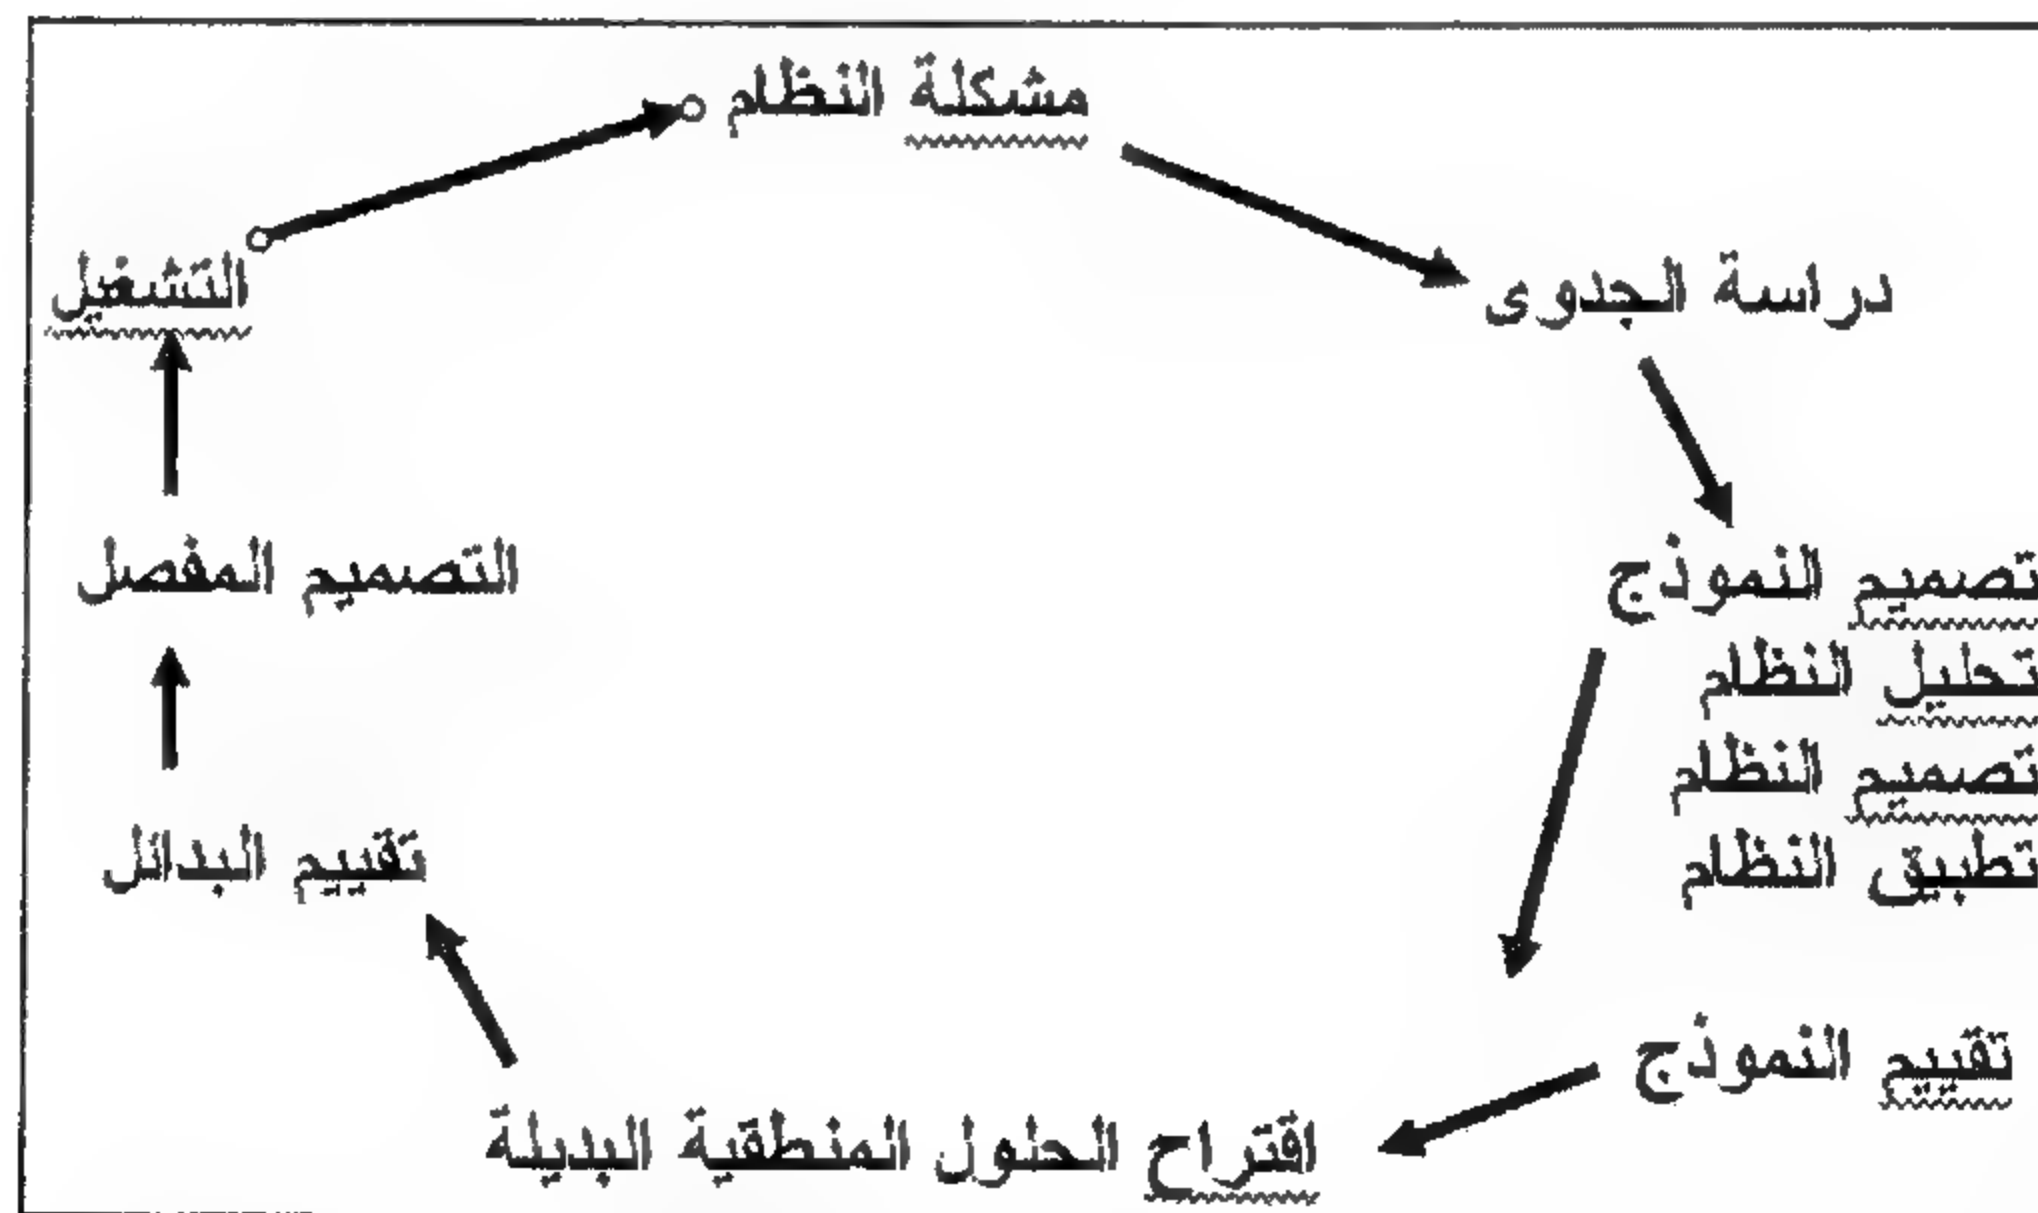 مشكلة النظام
دراسة الجدوى
تصميم النموذج
تحليل النظام
تصميم النظام
تطبيق النظام
تقييم النموذج
اقتراح الحلول المنطقية البديلة
تقييم البدائل
التصميم المفصل
التشغيل